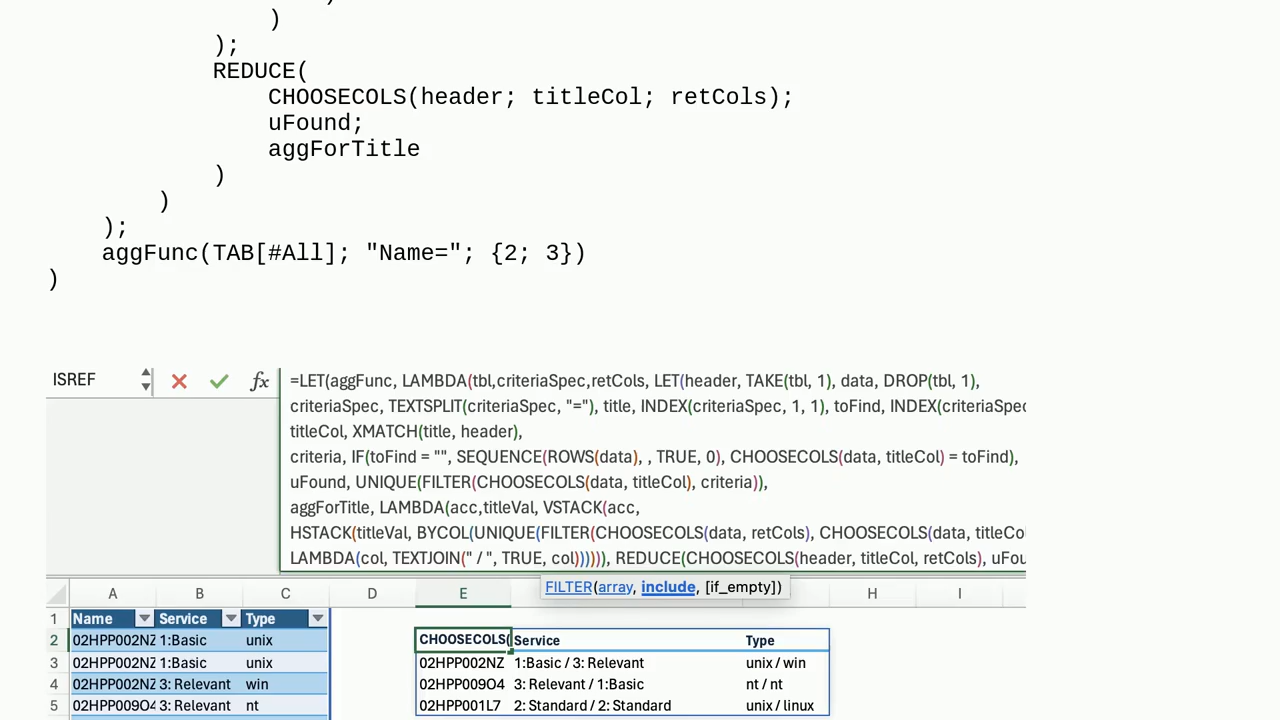 )
);
REDUCE(
CHOOSECOLS(header; titleCol; retCols);
uFound;
aggForTitle
)
)
);
aggFunc(TAB[#All]; "Name="; {2; 3})
)
ISREF fx =LET(aggFunc, LAMBDA(tbl,criteriaSpec,retCols, LET(header, TAKE(tbl, 1), data, DROP(tbl, 1),
criteriaSpec, TEXTSPLIT(criteriaSpec, "="), title, INDEX(criteriaSpec, 1, 1), toFind, INDEX(criteriaSpec
titleCol, XMATCH(title, header),
criteria, IF(toFind = "", SEQUENCE(ROWS(data), , TRUE, 0), CHOOSECOLS(data, titleCol) = toFind),
uFound, UNIQUE(FILTER(CHOOSECOLS(data, titleCol), criteria)),
aggForTitle, LAMBDA(acc,titleVal, VSTACK(acc,
HSTACK(titleVal, BYCOL(UNIQUE(FILTER(CHOOSECOLS(data, retCols), CHOOSECOLS(data, titleCol
LAMBDA(col, TEXTJOIN(" / ", TRUE, col)))))), REDUCE(CHOOSECOLS(header, titleCol, retCols), uFou
FILTER(array, include, [if_empty])
A B C D E H I
1 Name Service Type
2 02HPP002NZ 1:Basic unix CHOOSECOLS( Service Type
3 02HPP002NZ 1:Basic unix 02HPP002NZ 1:Basic / 3: Relevant unix / win
4 02HPP002NZ 3: Relevant win 02HPP009O4 3: Relevant / 1:Basic nt / nt
5 02HPP009O4 3: Relevant nt 02HPP001L7 2: Standard / 2: Standard unix / linux